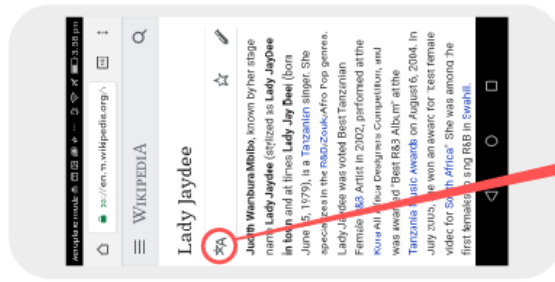 Aeroplane mode
://en.m.wikipedia.org/
WIKIPEDIA
Lady Jaydee
Judith Wambura Mbibo, known by her stage
name Lady Jaydee (stylized as Lady JayDee
in town and at times Lady Jay Dee) (born
June 15, 1979), is a Tanzanian singer. She
specializes in the R&B/Zouk/Afro Pop genres.
Lady Jaydee was voted Best Tanzanian
Female R&B Artist in 2002, performed at the
Kora All Africa Designers Competition, and
was awarded "Best R&B Album" at the
Tanzania Music Awards on August 6, 2004. In
July 2005, she won an award for "best female
video for South Africa" She was among the
first females to sing R&B in Swahili.